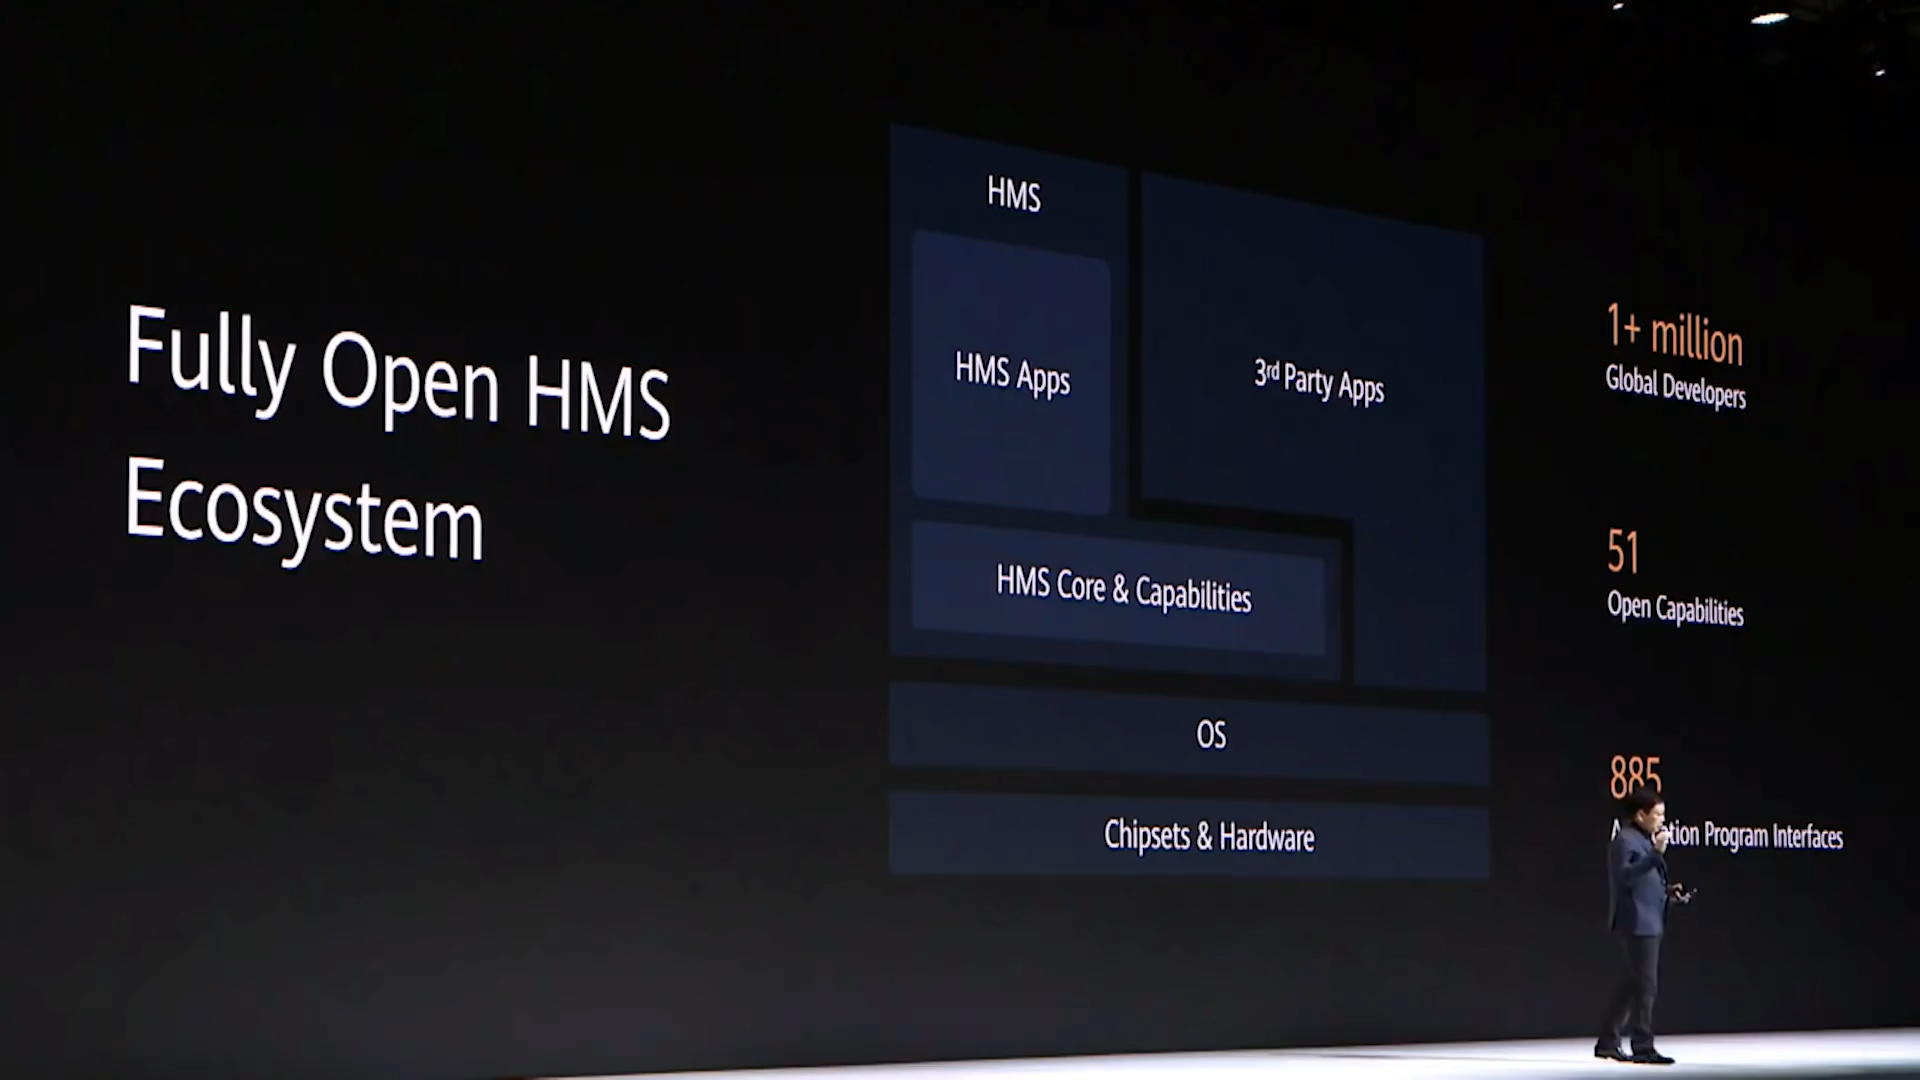 Fully Open HMS
Ecosystem
HMS
HMS Apps
3rd Party Apps
HMS Core & Capabilities
OS
Chipsets & Hardware
1+ million
Global Developers
51
Open Capabilities
885
Program Interfaces